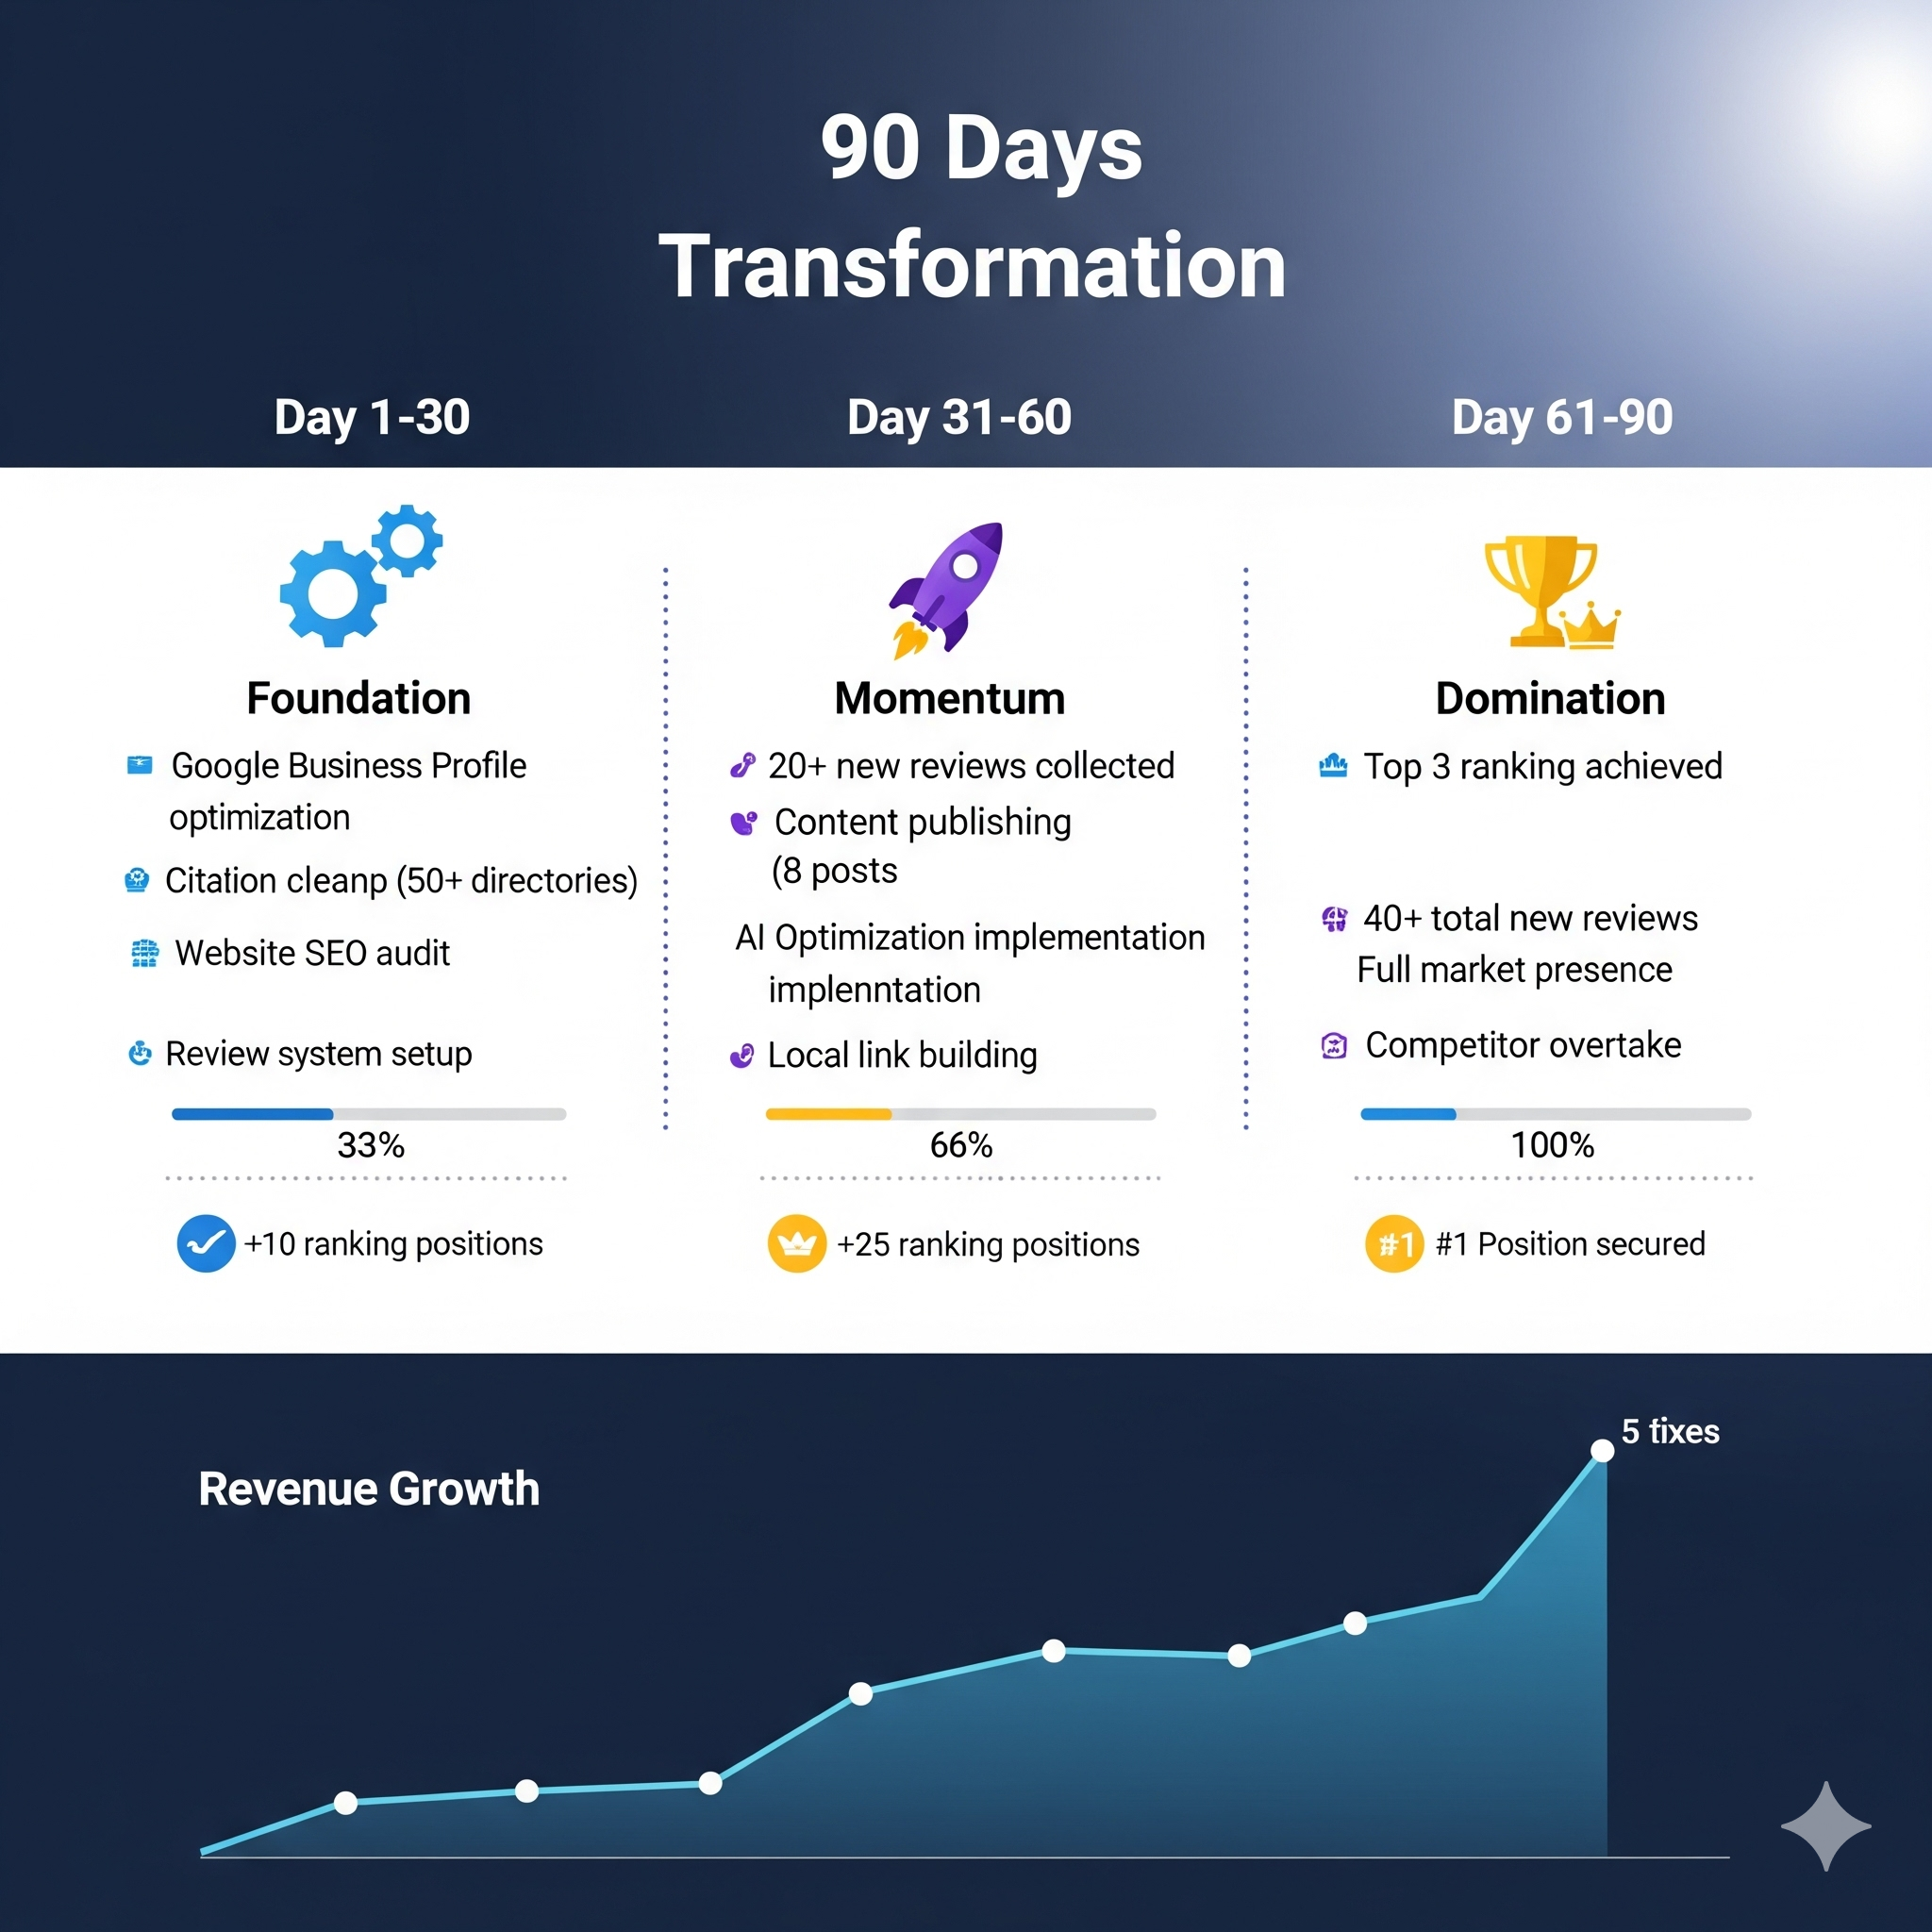 90 Days
Transformation
Day 1-30
Day 31-60
Day 61-90
Foundation
Google Business Profile
optimization
Citation cleanp (50+ directories)
Website SEO audit
Review system setup
33%
+10 ranking positions
Momentum
20+ new reviews collected
Content publishing
(8 posts
AI Optimization implementation
implenntation
Local link building
66%
+25 ranking positions
Domination
Top 3 ranking achieved
40+ total new reviews
Full market presence
Competitor overtake
100%
#1
#1 Position secured
Revenue Growth
5 tixes